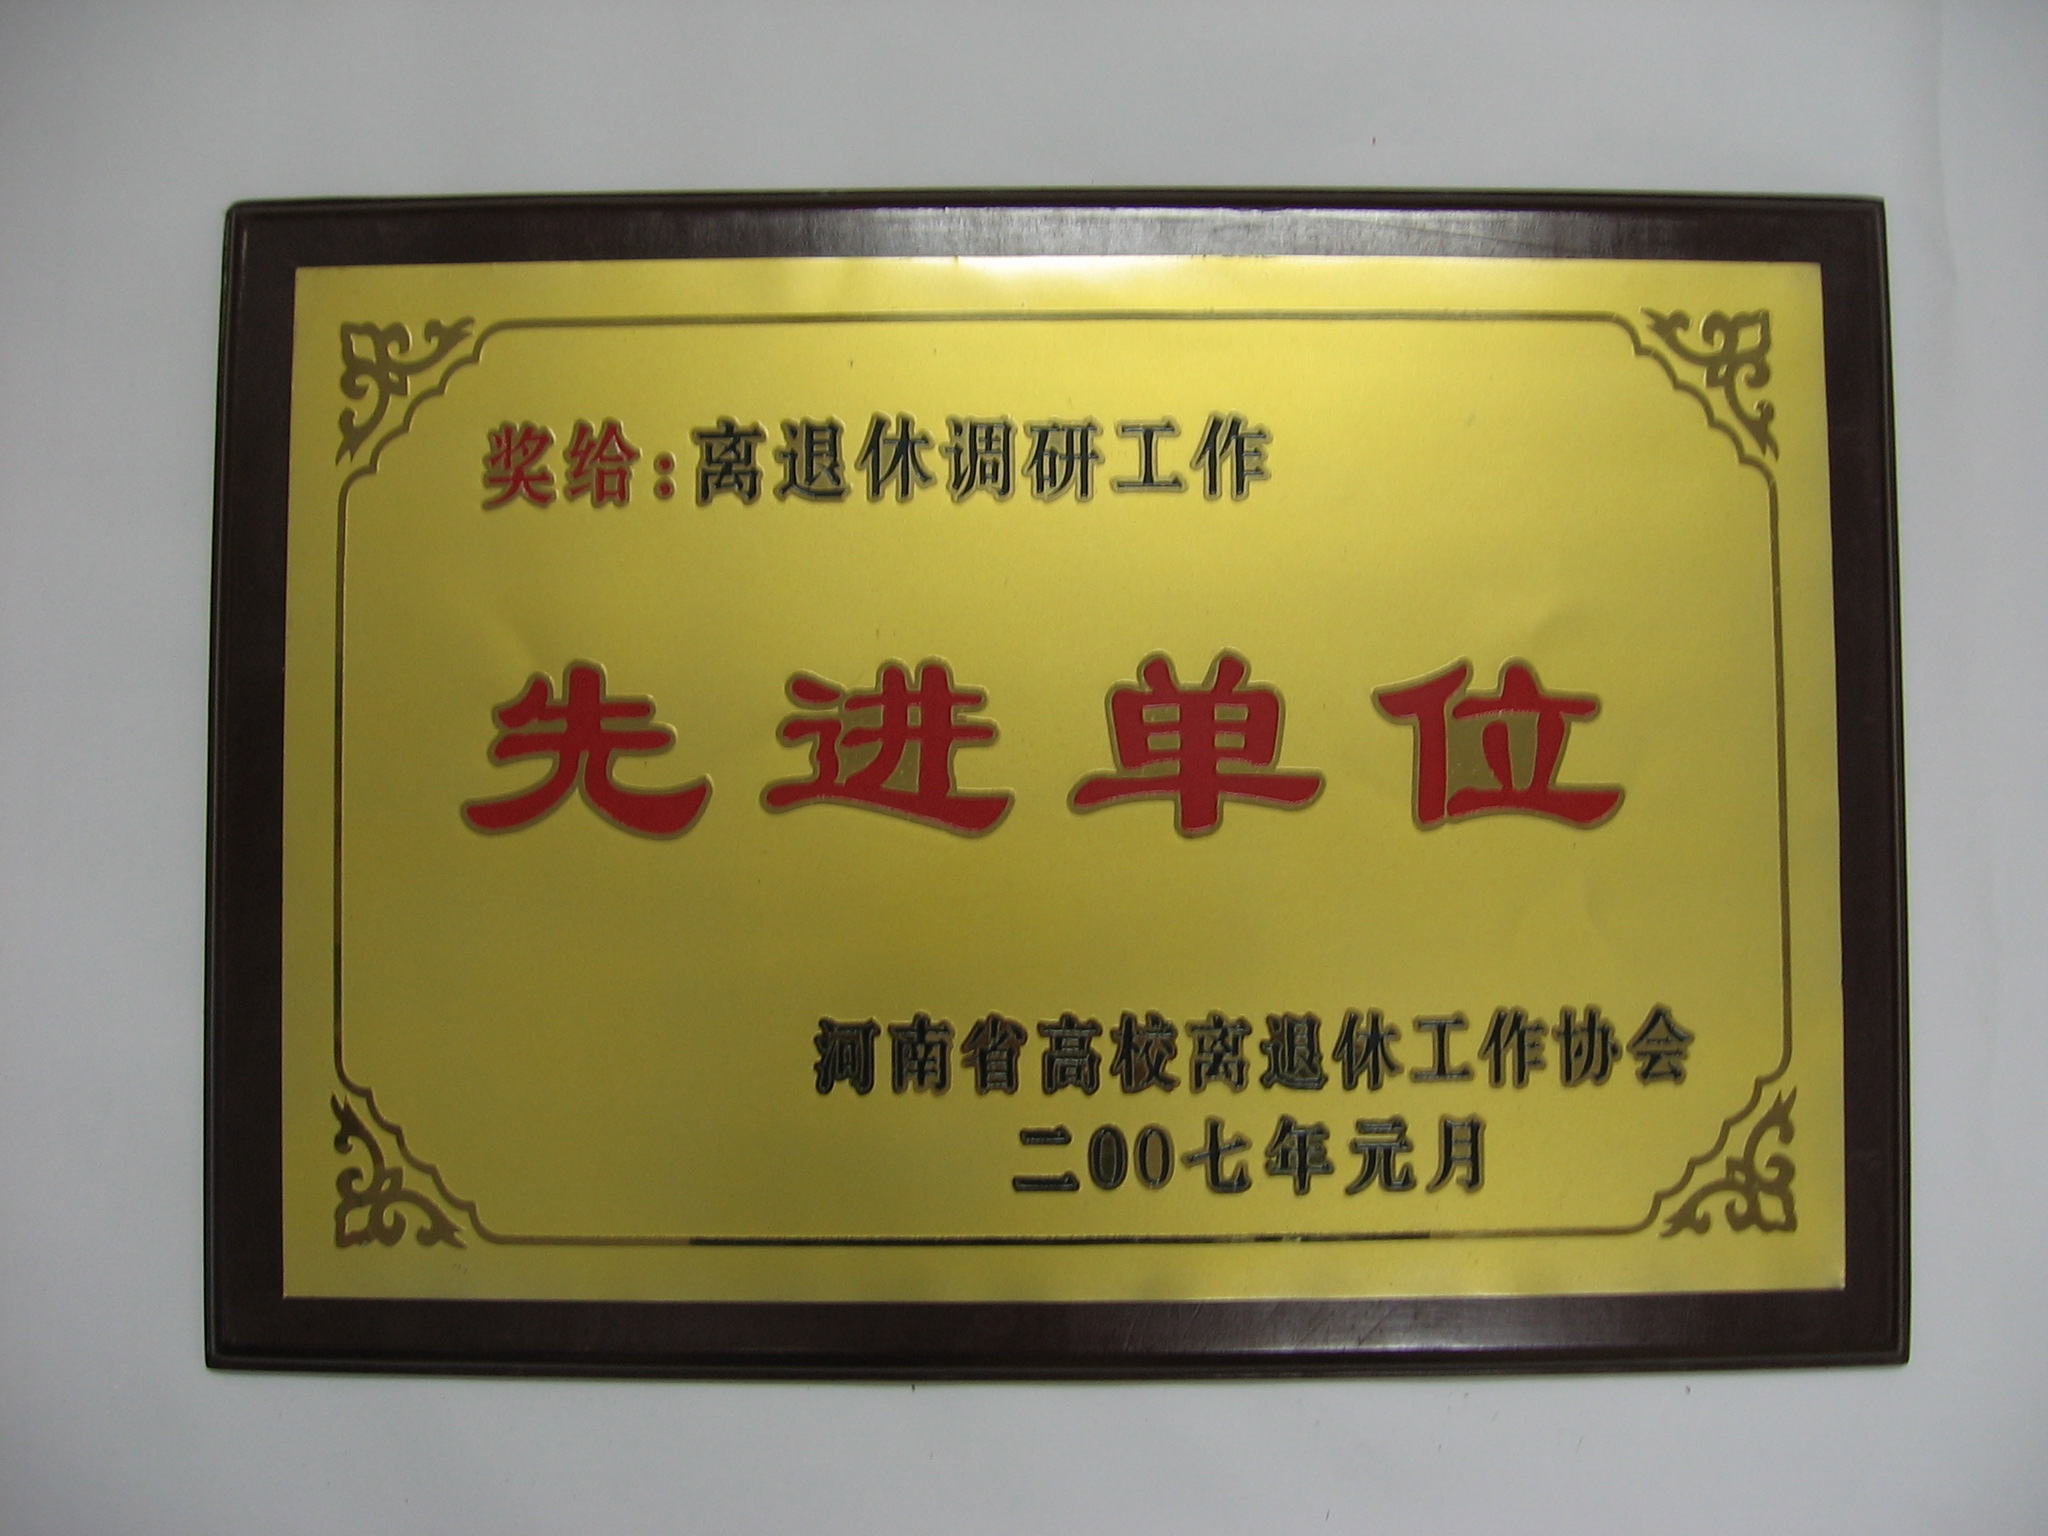 奖给:离退休调研工作
先进单位
河南省高校离退休工作协会
二00七年元月